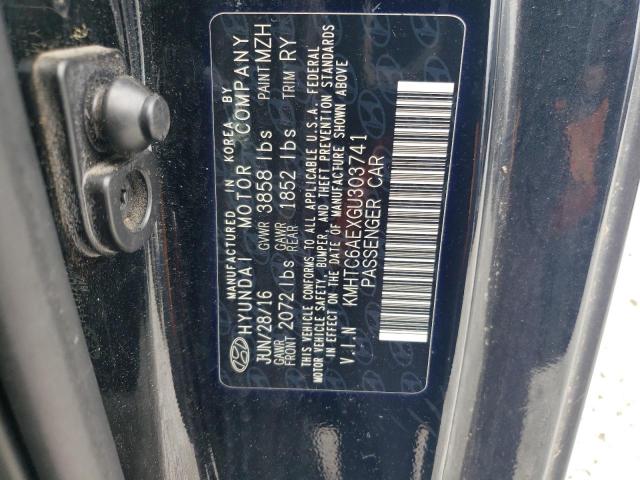 MANUFACTURED IN KOREA BY
HYUNDAI MOTOR COMPANY
JUN/28/16 GVWR 3858 lbs PAINT MZH
GAWR FRONT 2072 lbs GAWR REAR 1852 lbs TRIM RY
THIS VEHICLE CONFORMS TO ALL APPLICABLE U.S.A. FEDERAL
MOTOR VEHICLE SAFETY, BUMPER, AND THEFT PREVENTION STANDARDS
IN EFFECT ON THE DATE OF MANUFACTURE SHOWN ABOVE
V.I.N KMHTC6AEXGU303741
PASSENGER CAR